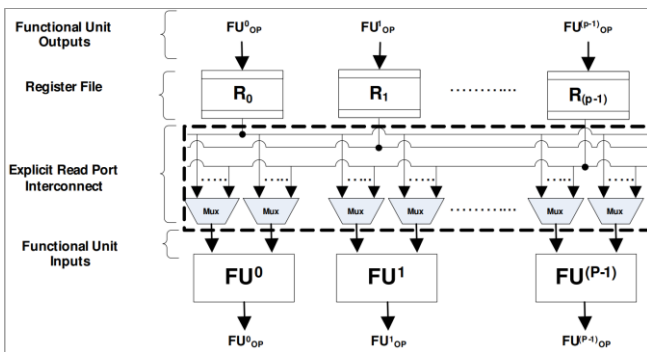 Functional Unit Outputs
FU⁰OP FU¹OP FU⁽ᵖ⁻¹⁾OP
Register File
R₀ R₁ R₍p-1₎
Explicit Read Port Interconnect
Mux Mux Mux Mux Mux Mux
Functional Unit Inputs
FU⁰ FU¹ FU⁽ᴾ⁻¹⁾
FU⁰OP FU¹OP FU⁽ᴾ⁻¹⁾OP